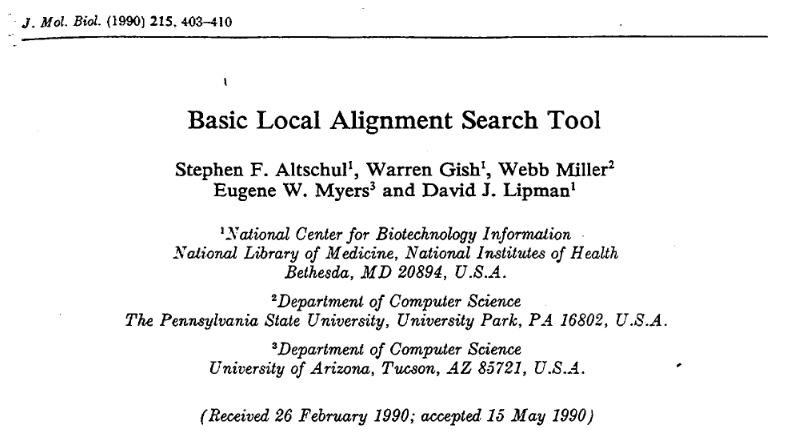 J. Mol. Biol. (1990) 215, 403–410
Basic Local Alignment Search Tool
Stephen F. Altschul¹, Warren Gish¹, Webb Miller²
Eugene W. Myers³ and David J. Lipman¹
¹National Center for Biotechnology Information
National Library of Medicine, National Institutes of Health
Bethesda, MD 20894, U.S.A.
²Department of Computer Science
The Pennsylvania State University, University Park, PA 16802, U.S.A.
³Department of Computer Science
University of Arizona, Tucson, AZ 85721, U.S.A.
(Received 26 February 1990; accepted 15 May 1990)